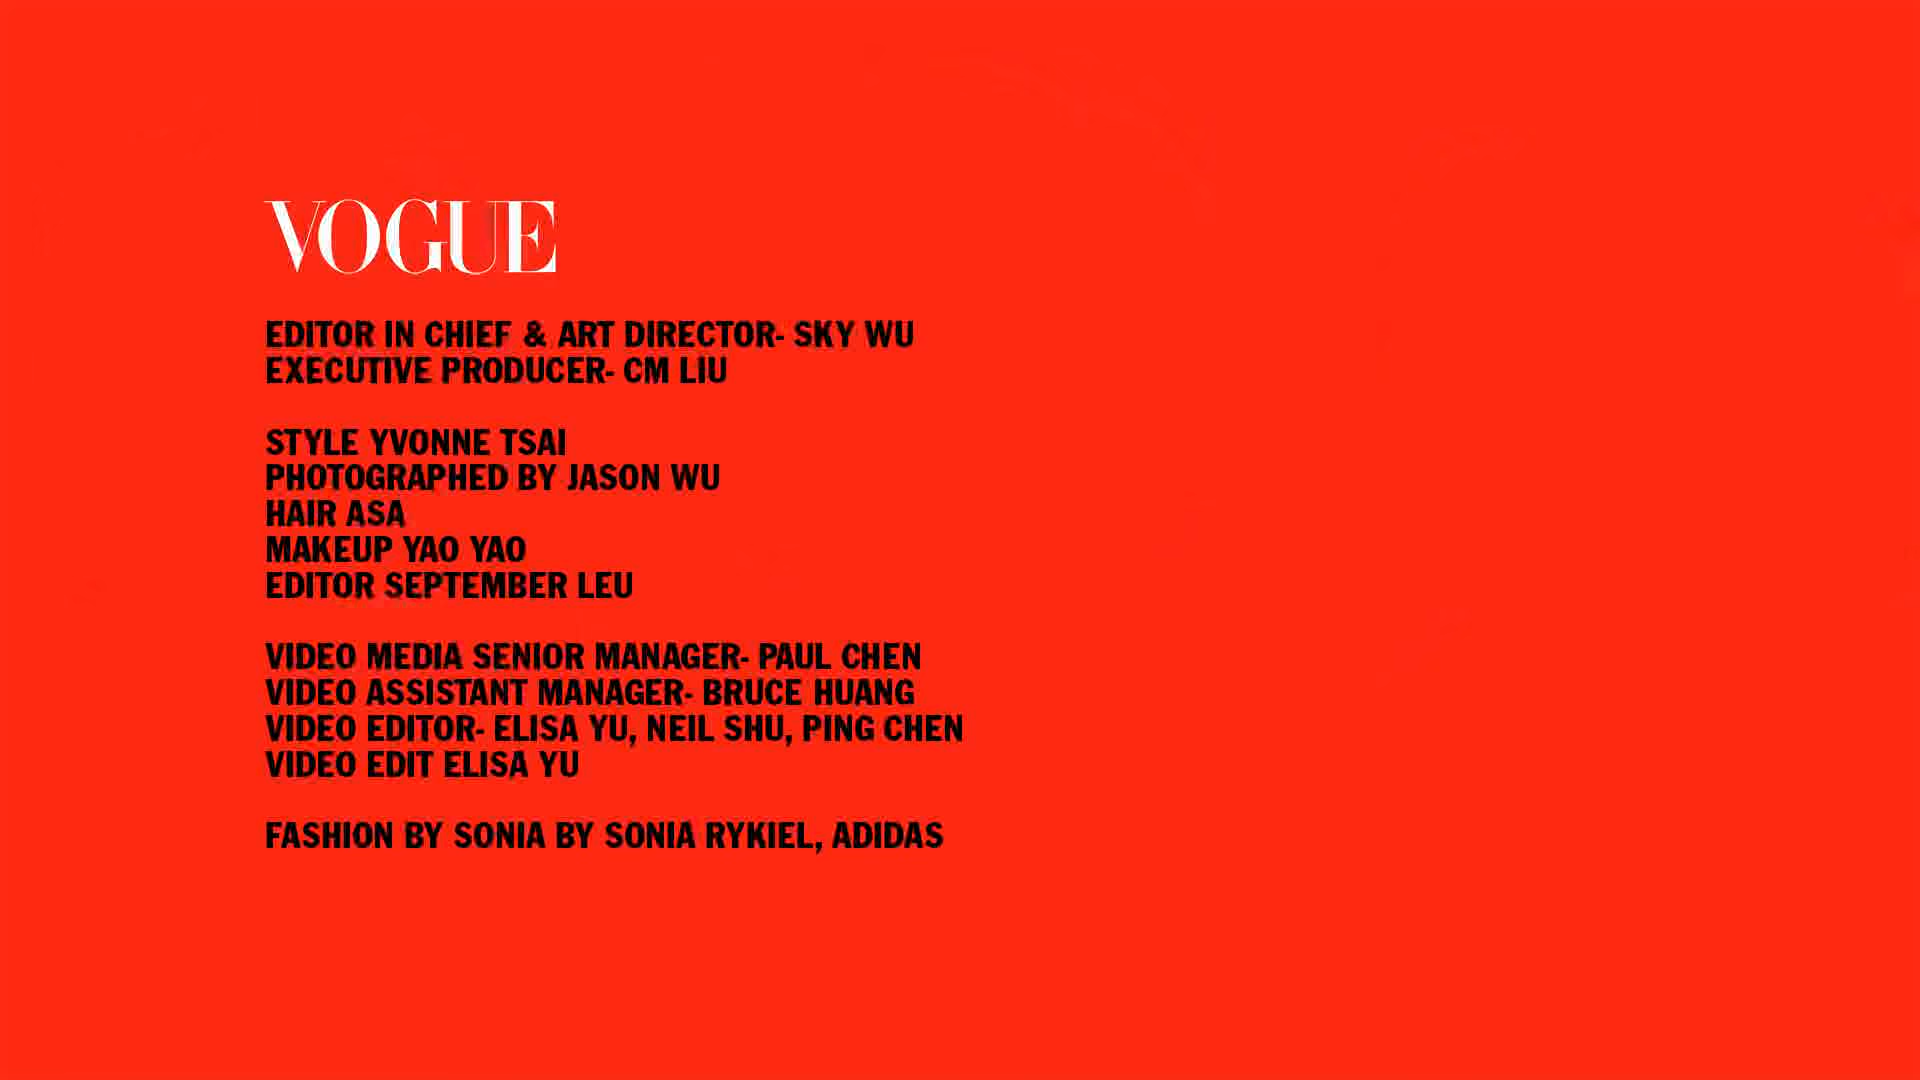 VOGUE
EDITOR IN CHIEF & ART DIRECTOR- SKY WU
EXECUTIVE PRODUCER- CM LIU
STYLE YVONNE TSAI
PHOTOGRAPHED BY JASON WU
HAIR ASA
MAKEUP YAO YAO
EDITOR SEPTEMBER LEU
VIDEO MEDIA SENIOR MANAGER- PAUL CHEN
VIDEO ASSISTANT MANAGER- BRUCE HUANG
VIDEO EDITOR- ELISA YU, NEIL SHU, PING CHEN
VIDEO EDIT ELISA YU
FASHION BY SONIA BY SONIA RYKIEL, ADIDAS